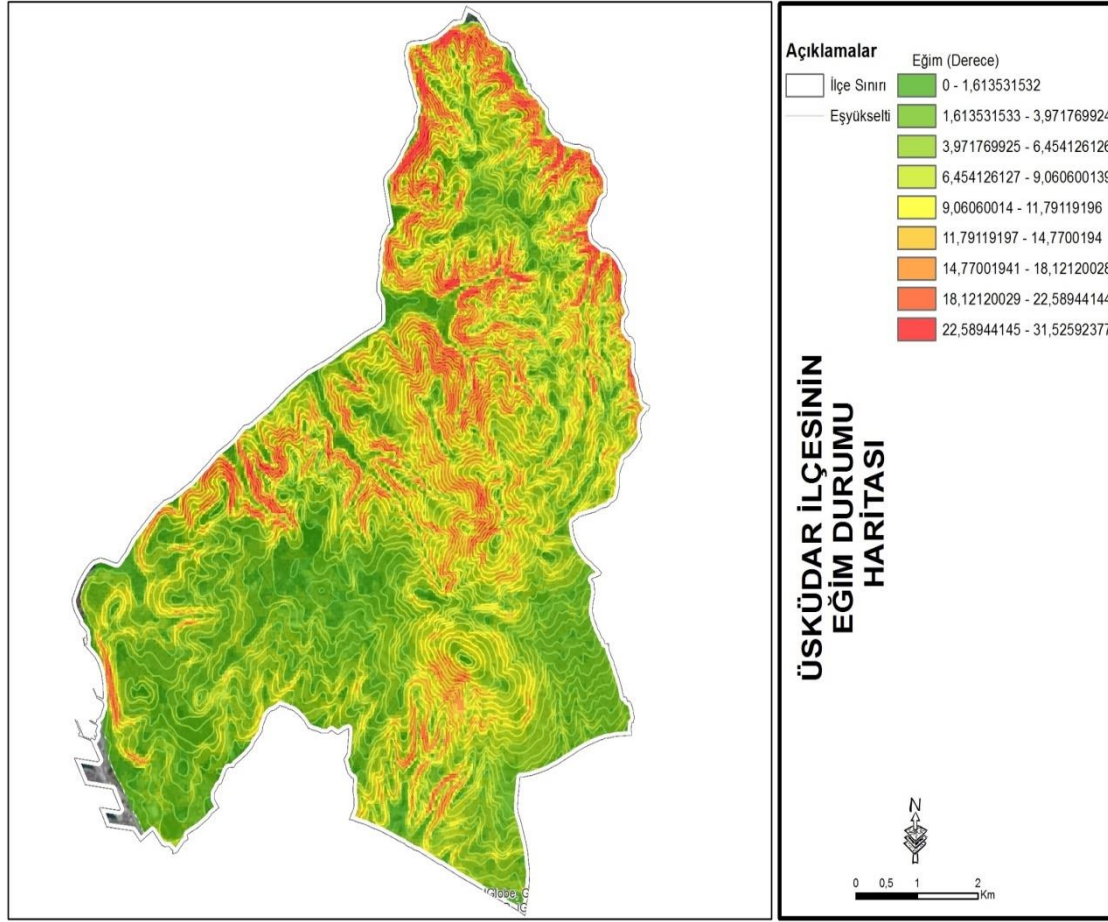 Açıklamalar
İlçe Sınırı
Eşyükselti
Eğim (Derece)
0 - 1,613531532
1,613531533 - 3,971769924
3,971769925 - 6,454126126
6,454126127 - 9,060600139
9,06060014 - 11,79119196
11,79119197 - 14,7700194
14,77001941 - 18,12120028
18,12120029 - 22,58944144
22,58944145 - 31,52592377
ÜSKÜDAR İLÇESİNİN
EĞİM DURUMU
HARİTASI
N
0 0,5 1 2
Km